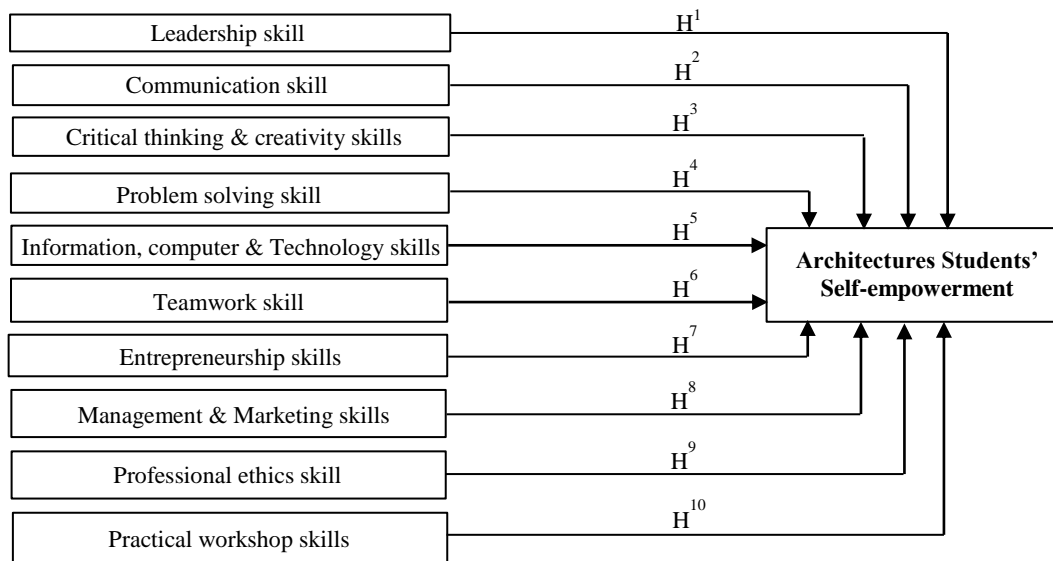 Leadership skill
H1
Communication skill
H2
Critical thinking & creativity skills
H3
Problem solving skill
H4
Information, computer & Technology skills
H5
Architectures Students’
Self-empowerment
Teamwork skill
H6
Entrepreneurship skills
H7
Management & Marketing skills
H8
Professional ethics skill
H9
Practical workshop skills
H10